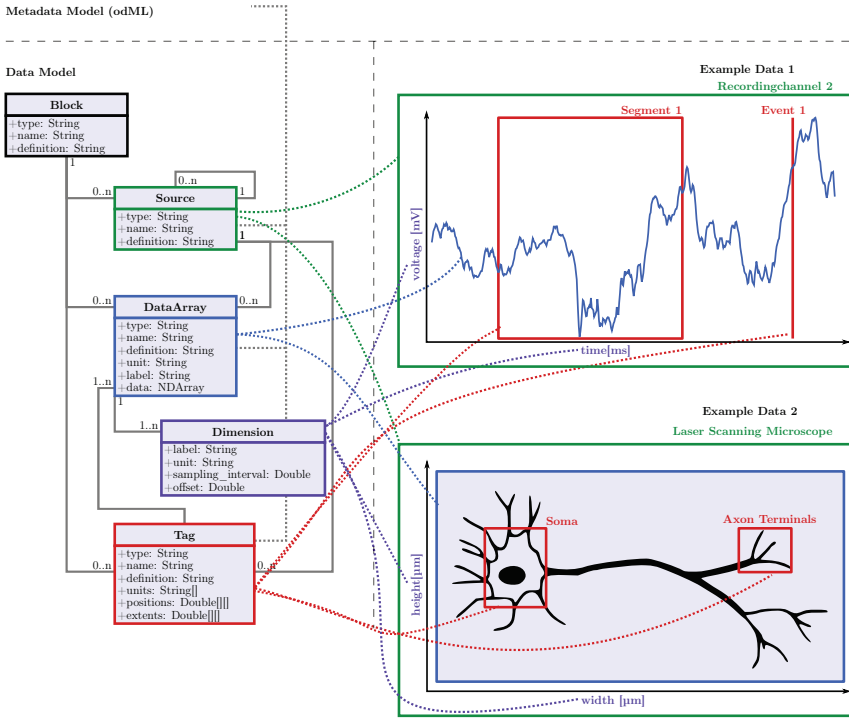 Metadata Model (odML)
Data Model
Block
+type: String
+name: String
+definition: String
1
0..n
0..n
1
Source
+type: String
+name: String
+definition: String
1
0..n
0..n
DataArray
+type: String
+name: String
+definition: String
+unit: String
+label: String
+data: NDArray
1..n
1
1..n
Dimension
+label: String
+unit: String
+sampling_interval: Double
+offset: Double
Tag
+type: String
+name: String
+definition: String
+units: String[]
+positions: Double[][]
+extents: Double[][]
0..n
0..n
Example Data 1
Recordingchannel 2
Segment 1
Event 1
voltage [mV]
time[ms]
Example Data 2
Laser Scanning Microscope
Soma
Axon Terminals
height[µm]
width [µm]